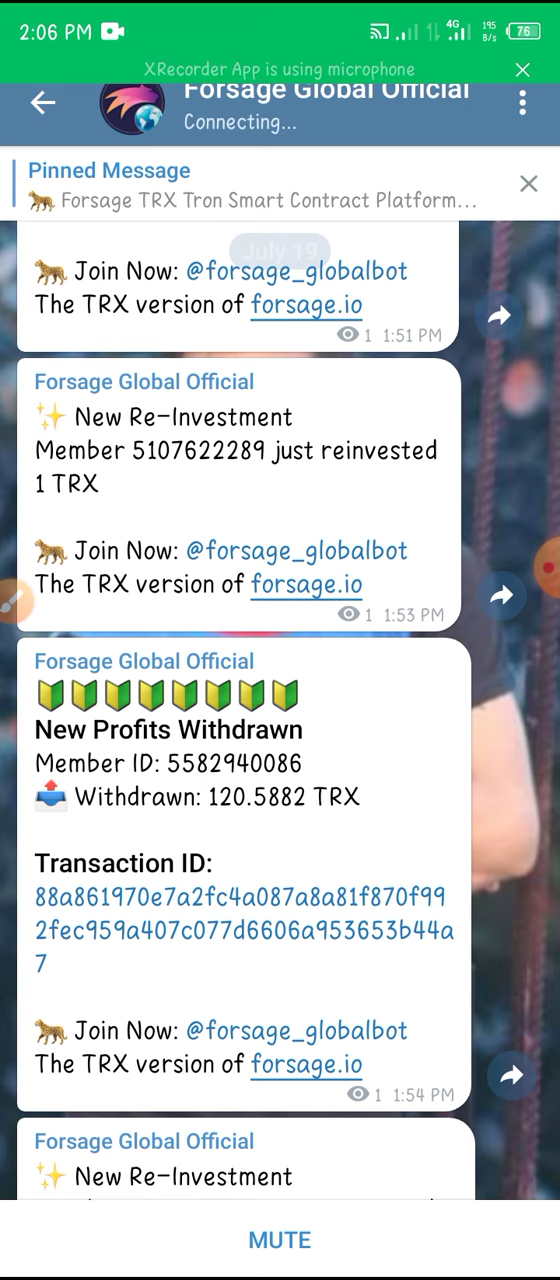 2:06 PM 4G 195 B/s 76
XRecorder App is using microphone
Forsage Global Official
Connecting...
Pinned Message
Forsage TRX Tron Smart Contract Platform...
July 19
Join Now: @forsage_globalbot
The TRX version of forsage.io
1 1:51 PM
Forsage Global Official
New Re-Investment
Member 5107622289 just reinvested
1 TRX
Join Now: @forsage_globalbot
The TRX version of forsage.io
1 1:53 PM
Forsage Global Official
New Profits Withdrawn
Member ID: 5582940086
Withdrawn: 120.5882 TRX
Transaction ID:
88a861970e7a2fc4a087a8a81f870f99
2fec959a407c077d6606a953653b44a
7
Join Now: @forsage_globalbot
The TRX version of forsage.io
1 1:54 PM
Forsage Global Official
New Re-Investment
MUTE